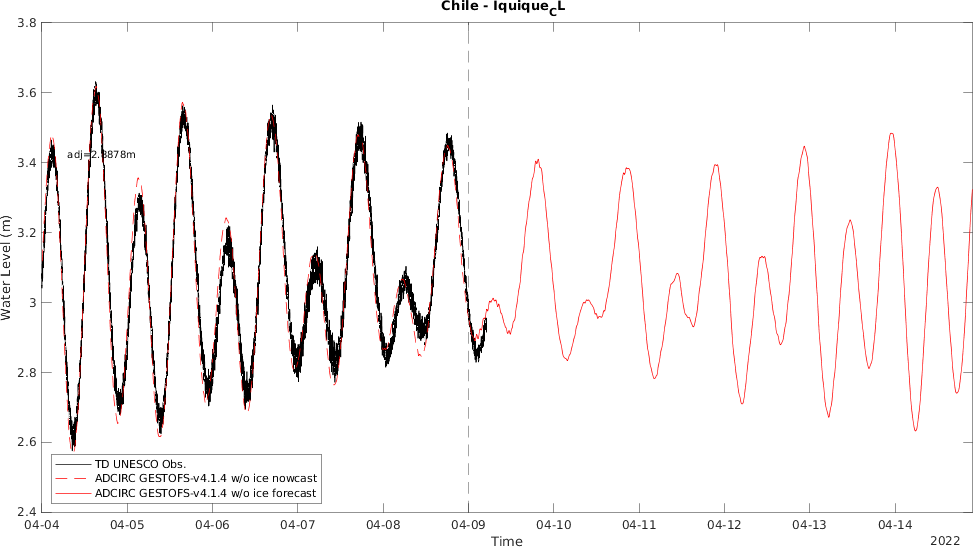 Chile - Iquique_CL
3.8
3.6
3.4
3.2
3
2.8
2.6
2.4
Water Level (m)
adj=2.8878m
TD UNESCO Obs.
ADCIRC GESTOFS-v4.1.4 w/o ice nowcast
ADCIRC GESTOFS-v4.1.4 w/o ice forecast
04-04 04-05 04-06 04-07 04-08 04-09 04-10 04-11 04-12 04-13 04-14
Time
2022